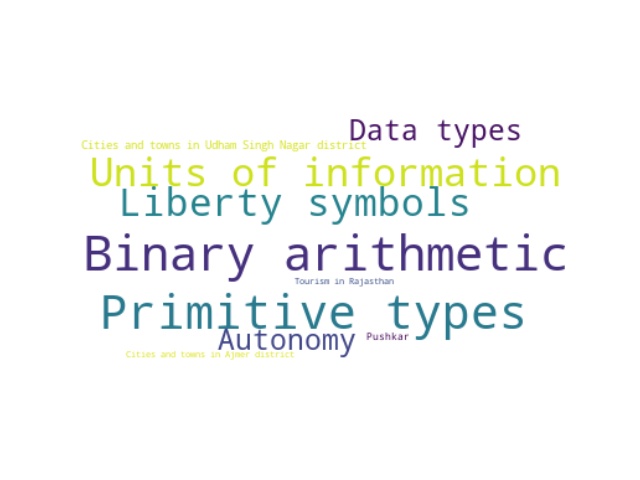 Data types
Cities and towns in Udham Singh Nagar district
Units of information
Liberty symbols
Binary arithmetic
Tourism in Rajasthan
Primitive types
Autonomy
Pushkar
Cities and towns in Ajmer district